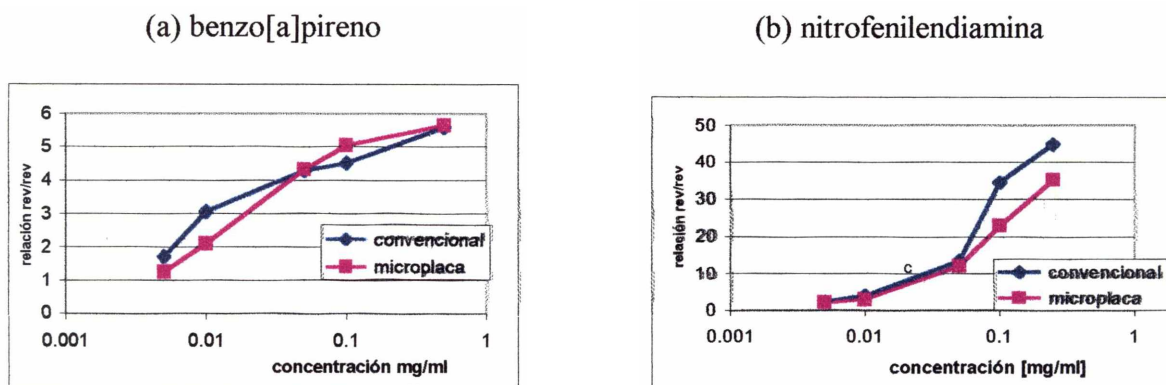 (a) benzo[a]pireno
relación rev/rev
6
5
4
3
2
1
0
0.001 0.01 0.1 1
concentración mg/ml
convencional
microplaca
(b) nitrofenilendiamina
relasión rev/rev
50
40
30
20
10
0
0.001 0.01 0.1 1
concentración [mg/ml]
c
convencional
microplaca